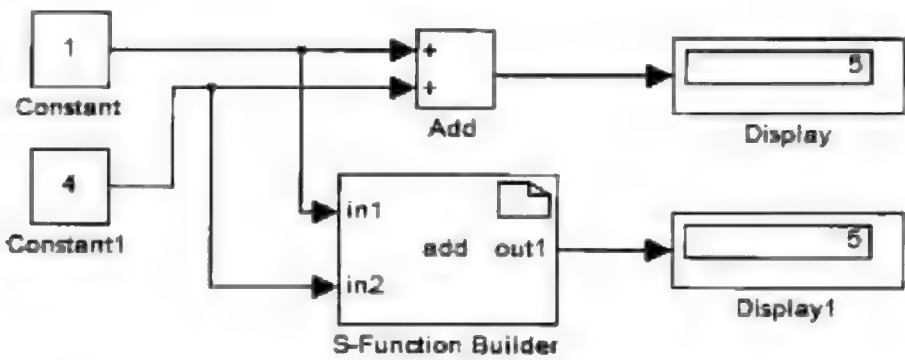 1
Constant
+
+
Add
5
Display
4
Constant1
in1
in2
add
out1
S-Function Builder
5
Display1